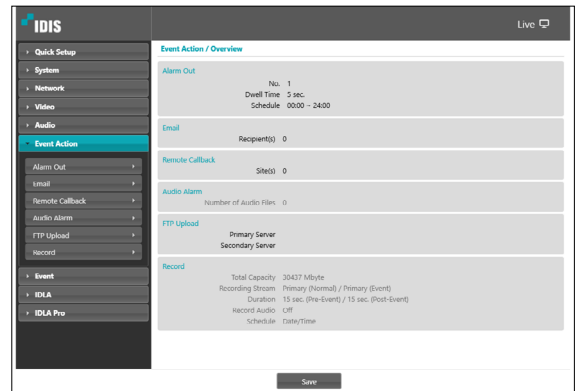 IDIS
Live
Quick Setup
System
Network
Video
Audio
Event Action
Alarm Out
Email
Remote Callback
Audio Alarm
FTP Upload
Record
Event
IDLA
IDLA Pro
Event Action / Overview
Alarm Out
No. 1
Dwell Time 5 sec.
Schedule 00:00 ~ 24:00
Email
Recipient(s) 0
Remote Callback
Site(s) 0
Audio Alarm
Number of Audio Files 0
FTP Upload
Primary Server
Secondary Server
Record
Total Capacity 30437 Mbyte
Recording Stream Primary (Normal) / Primary (Event)
Duration 15 sec. (Pre-Event) / 15 sec. (Post-Event)
Record Audio Off
Schedule Date/Time
Save